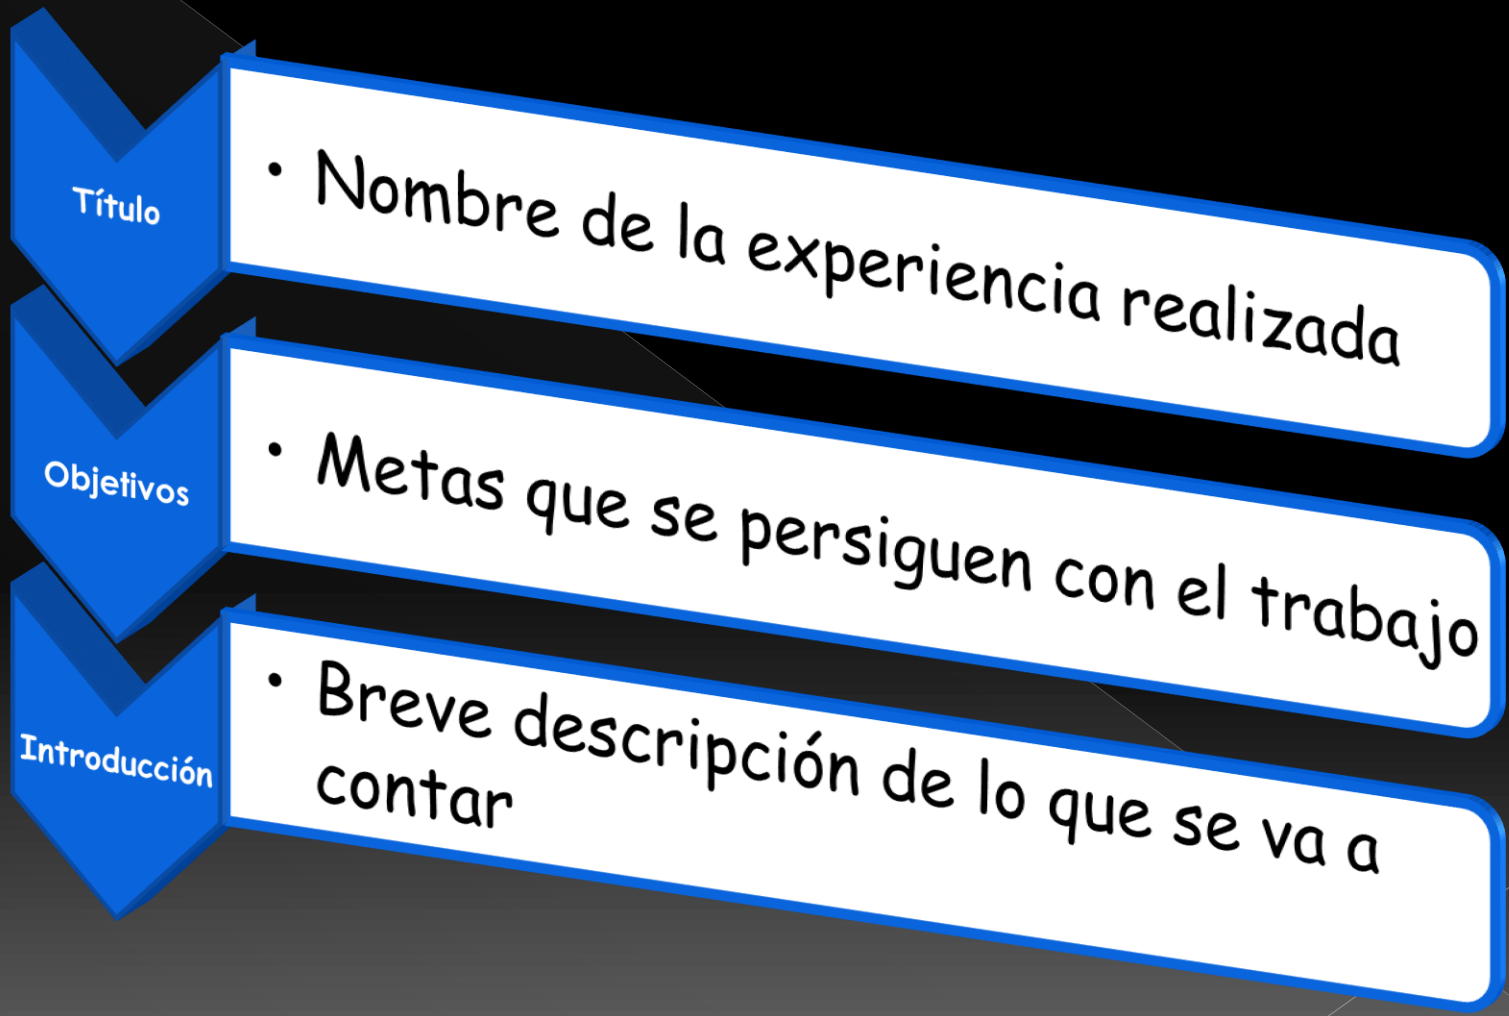 Título
• Nombre de la experiencia realizada
Objetivos
• Metas que se persiguen con el trabajo
Introducción
• Breve descripción de lo que se va a
contar